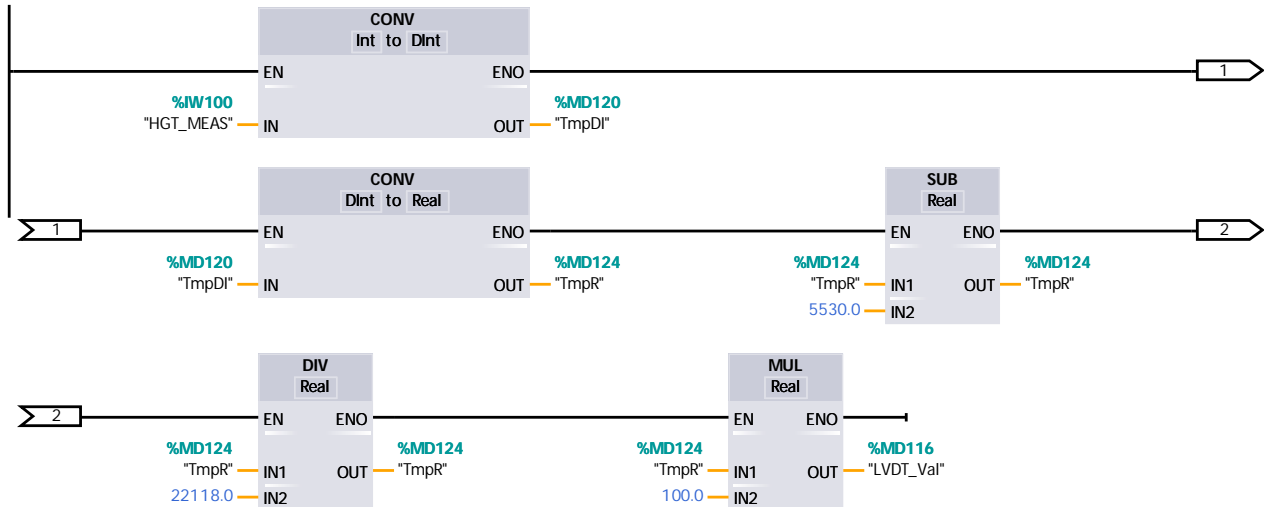 CONV
Int to DInt
EN ENO
1
%IW100 %MD120
"HGT_MEAS" IN OUT "TmpDI"
CONV SUB
DInt to Real Real
1 EN ENO EN ENO 2
%MD120 %MD124 %MD124 %MD124
"TmpDI" IN OUT "TmpR" "TmpR" IN1 OUT "TmpR"
5530.0 IN2
DIV MUL
Real Real
2 EN ENO EN ENO
%MD124 %MD124 %MD124 %MD116
"TmpR" IN1 OUT "TmpR" "TmpR" IN1 OUT "LVDT_Val"
22118.0 IN2 100.0 IN2